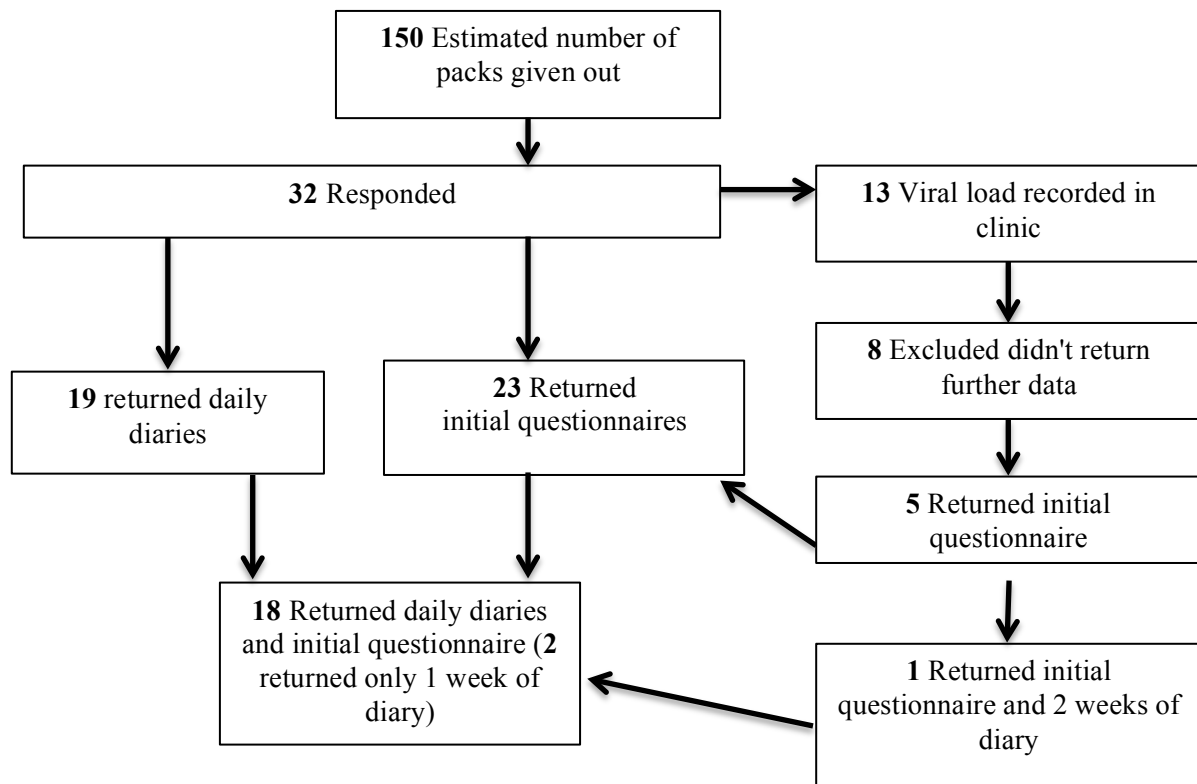 150 Estimated number of
packs given out
32 Responded
13 Viral load recorded in
clinic
8 Excluded didn't return
further data
19 returned daily
diaries
23 Returned
initial questionnaires
5 Returned initial
questionnaire
18 Returned daily diaries
and initial questionnaire (2
returned only 1 week of
diary)
1 Returned initial
questionnaire and 2 weeks of
diary